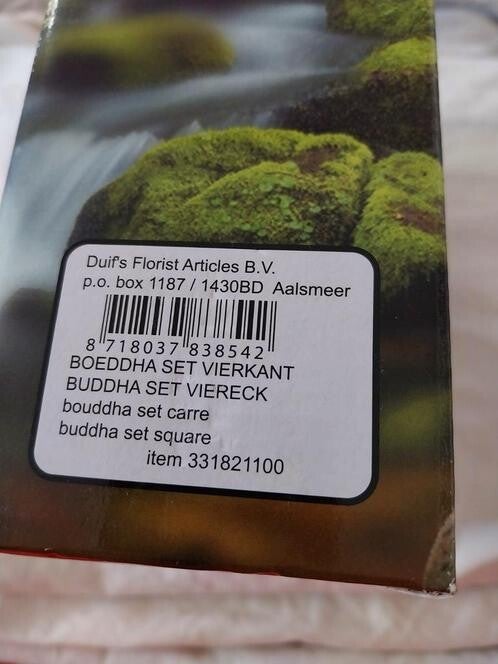 Duif's Florist Articles B.V.
p.o. box 1187 / 1430BD Aalsmeer
8 718037 838542
BOEDDHA SET VIERKANT
BUDDHA SET VIERECK
bouddha set carre
buddha set square
item 331821100